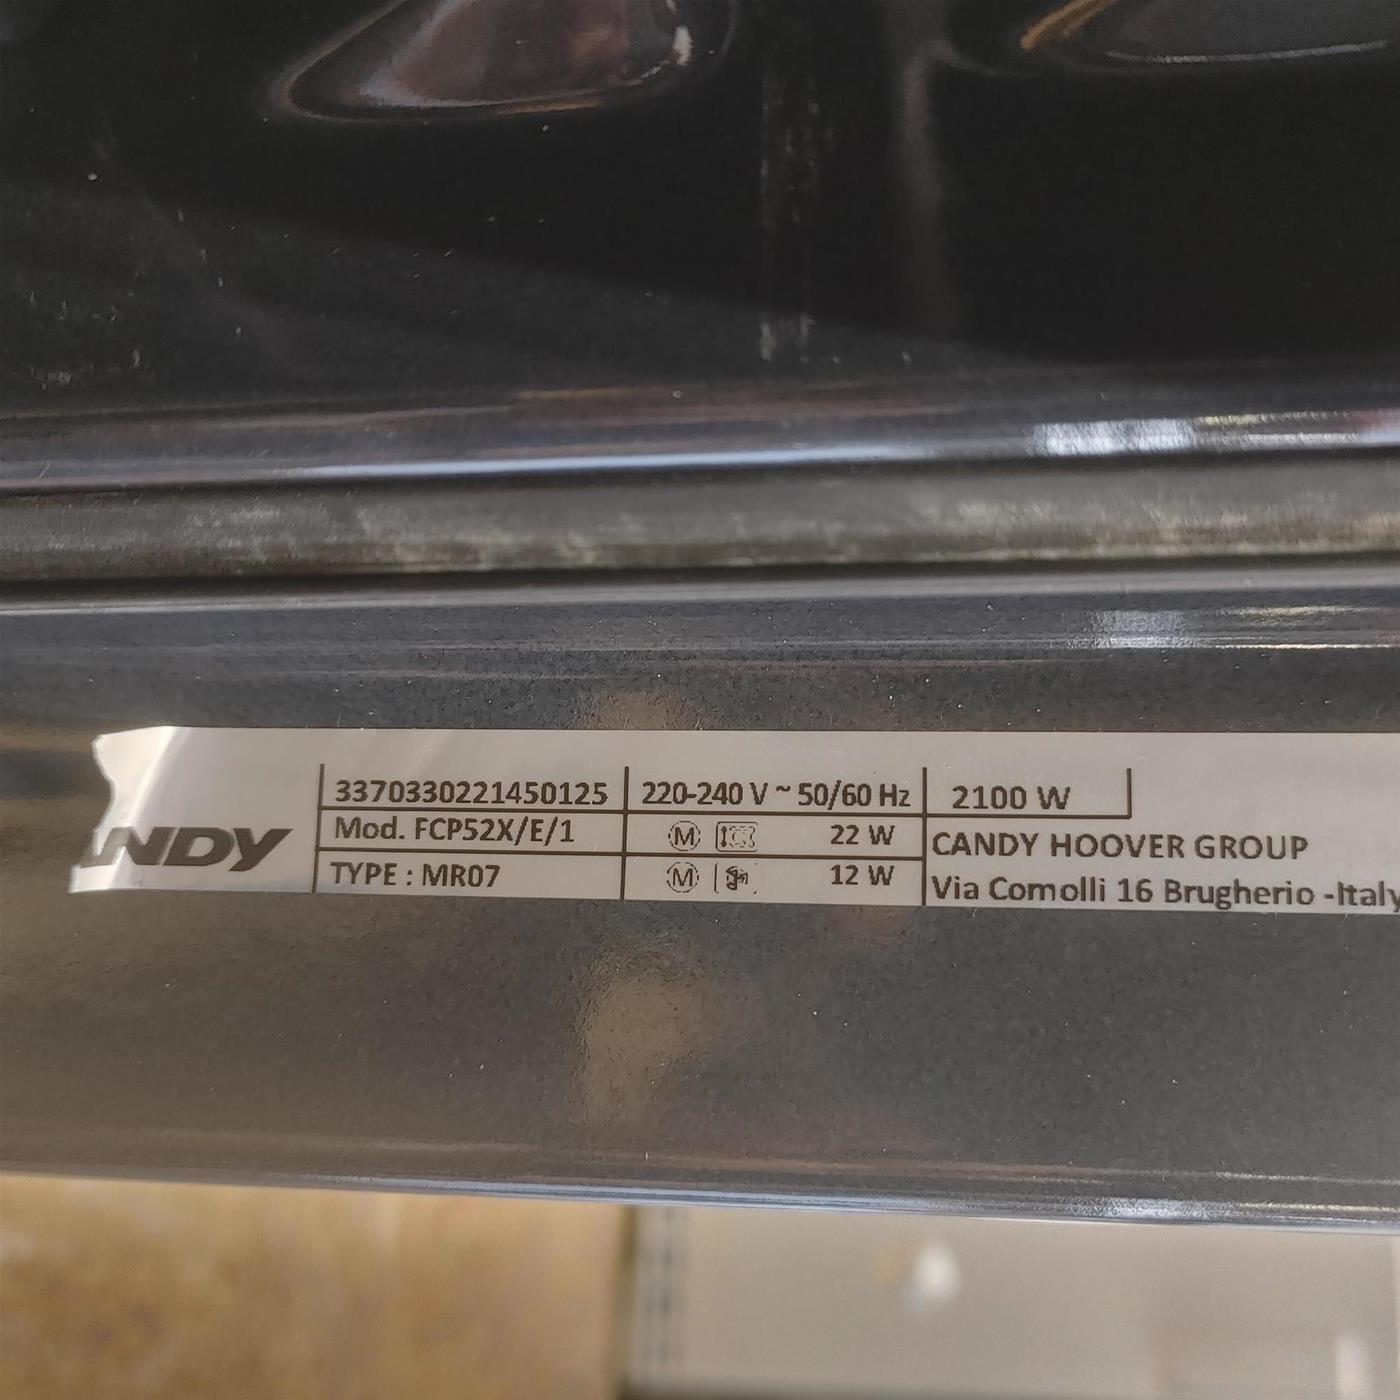 NDY
3370330221450125 220-240 V ~ 50/60 Hz 2100 W
Mod. FCP52X/E/1 M 22 W CANDY HOOVER GROUP
TYPE : MR07 M 12 W Via Comolli 16 Brugherio -Italy